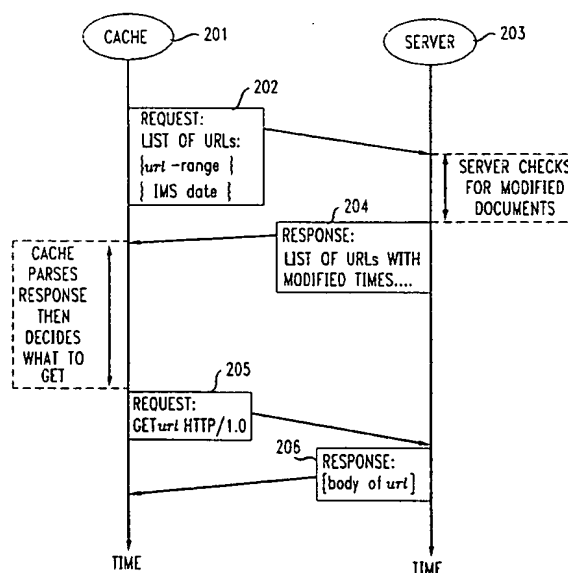 CACHE
201
SERVER
203
202
REQUEST:
LIST OF URLs:
{url-range }
{ IMS date }
SERVER CHECKS
FOR MODIFIED
DOCUMENTS
204
RESPONSE:
LIST OF URLs WITH
MODIFIED TIMES....
CACHE
PARSES
RESPONSE
THEN
DECIDES
WHAT TO
GET
205
REQUEST:
GET url HTTP/1.0
206
RESPONSE:
[body of url]
TIME
TIME